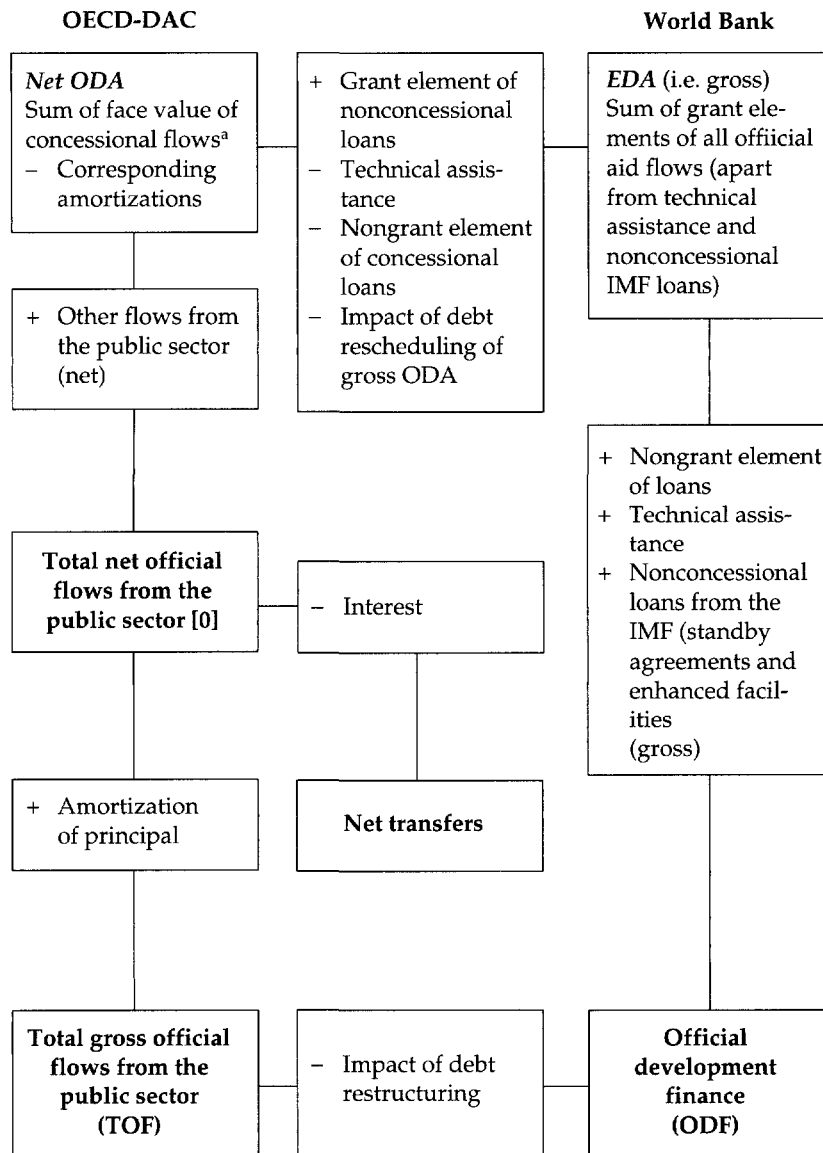 OECD-DAC
World Bank
Net ODA
Sum of face value of
concessional flowsᵃ
– Corresponding
amortizations
+ Grant element of
nonconcessional
loans
– Technical assis-
tance
– Nongrant element
of concessional
loans
– Impact of debt
rescheduling of
gross ODA
EDA (i.e. gross)
Sum of grant ele-
ments of all offiicial
aid flows (apart
from technical
assistance and
nonconcessional
IMF loans)
+ Other flows from
the public sector
(net)
+ Nongrant element
of loans
+ Technical assis-
tance
+ Nonconcessional
loans from the
IMF (standby
agreements and
enhanced facil-
ities
(gross)
Total net official
flows from the
public sector [0]
– Interest
+ Amortization
of principal
Net transfers
Total gross official
flows from the
public sector
(TOF)
– Impact of debt
restructuring
Official
development
finance
(ODF)